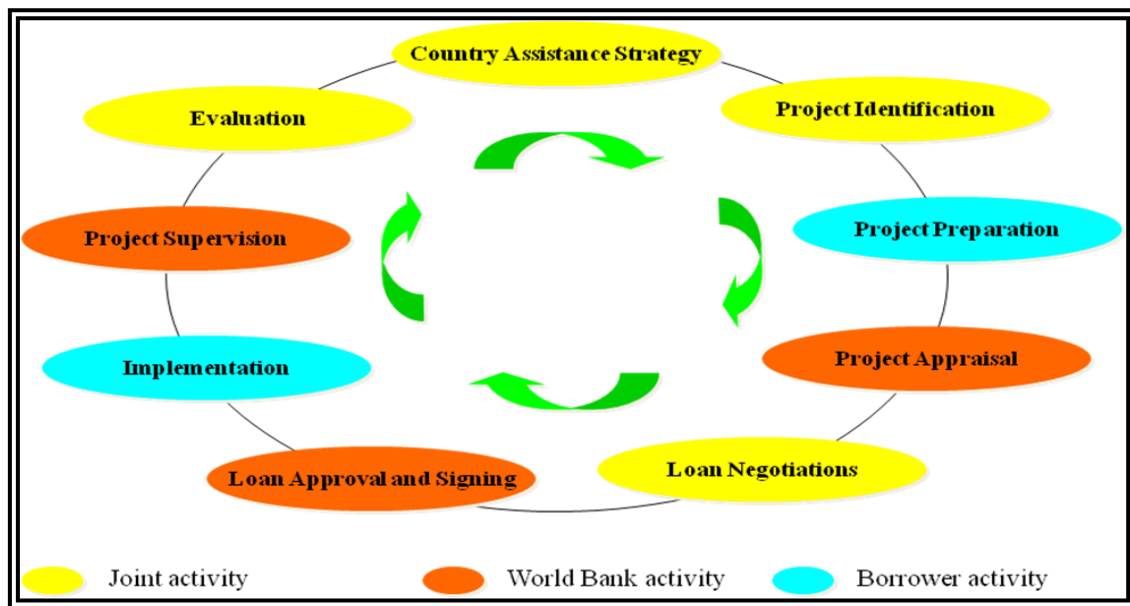 Country Assistance Strategy
Project Identification
Project Preparation
Project Appraisal
Loan Negotiations
Loan Approval and Signing
Implementation
Project Supervision
Evaluation
Joint activity
World Bank activity
Borrower activity